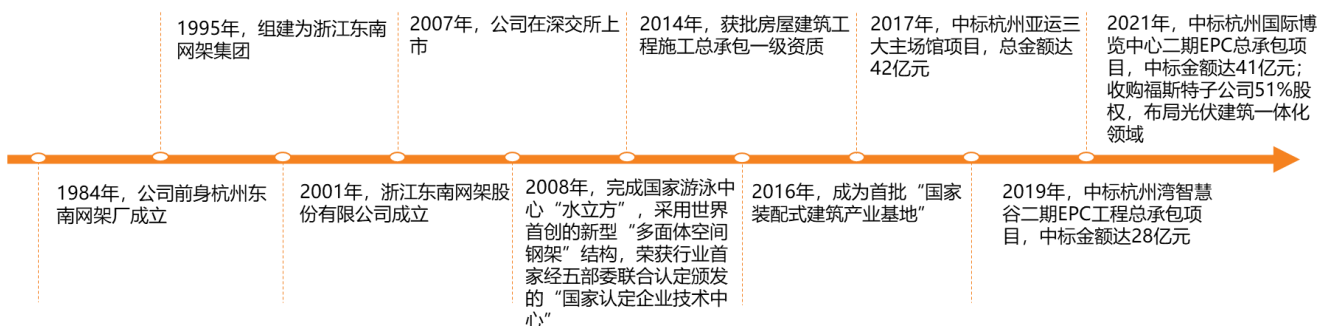 1995年，组建为浙江东南
网架集团
2007年，公司在深交所上
市
2014年，获批房屋建筑工
程施工总承包一级资质
2017年，中标杭州亚运三
大主场馆项目，总金额达
42亿元
2021年，中标杭州国际博
览中心二期EPC总承包项
目，中标金额达41亿元；
收购福斯特子公司51%股
权，布局光伏建筑一体化
领域
1984年，公司前身杭州东
南网架厂成立
2001年，浙江东南网架股
份有限公司成立
2008年，完成国家游泳中
心“水立方”，采用世界
首创的新型“多面体空间
钢架”结构，荣获行业首
家经五部委联合认定颁发
的“国家认定企业技术中
心”
2016年，成为首批“国家
装配式建筑产业基地”
2019年，中标杭州湾智慧
谷二期EPC工程总承包项
目，中标金额达28亿元